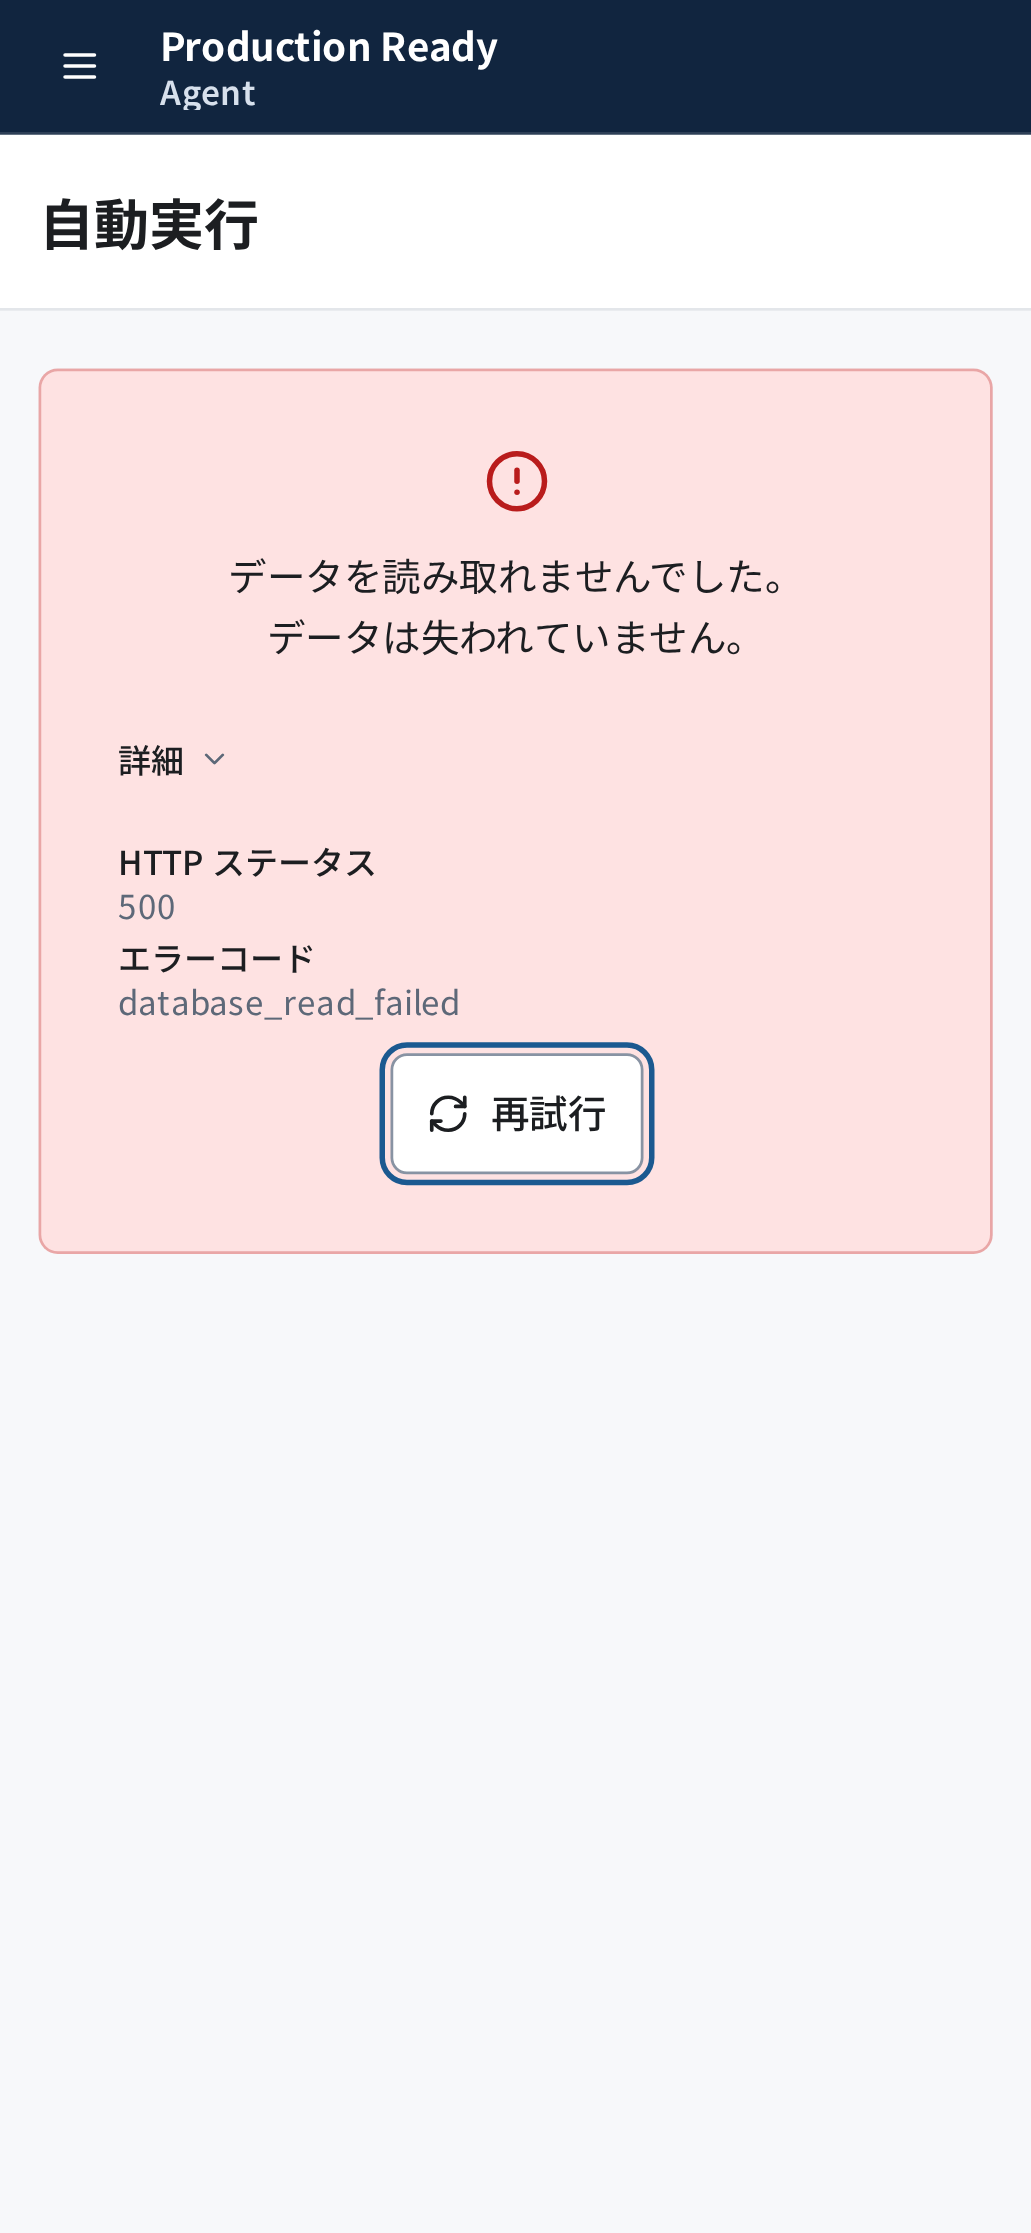 Production Ready
Agent
自動実行
データを読み取れませんでした。
データは失われていません。
詳細
HTTP ステータス
500
エラーコード
database_read_failed
再試行